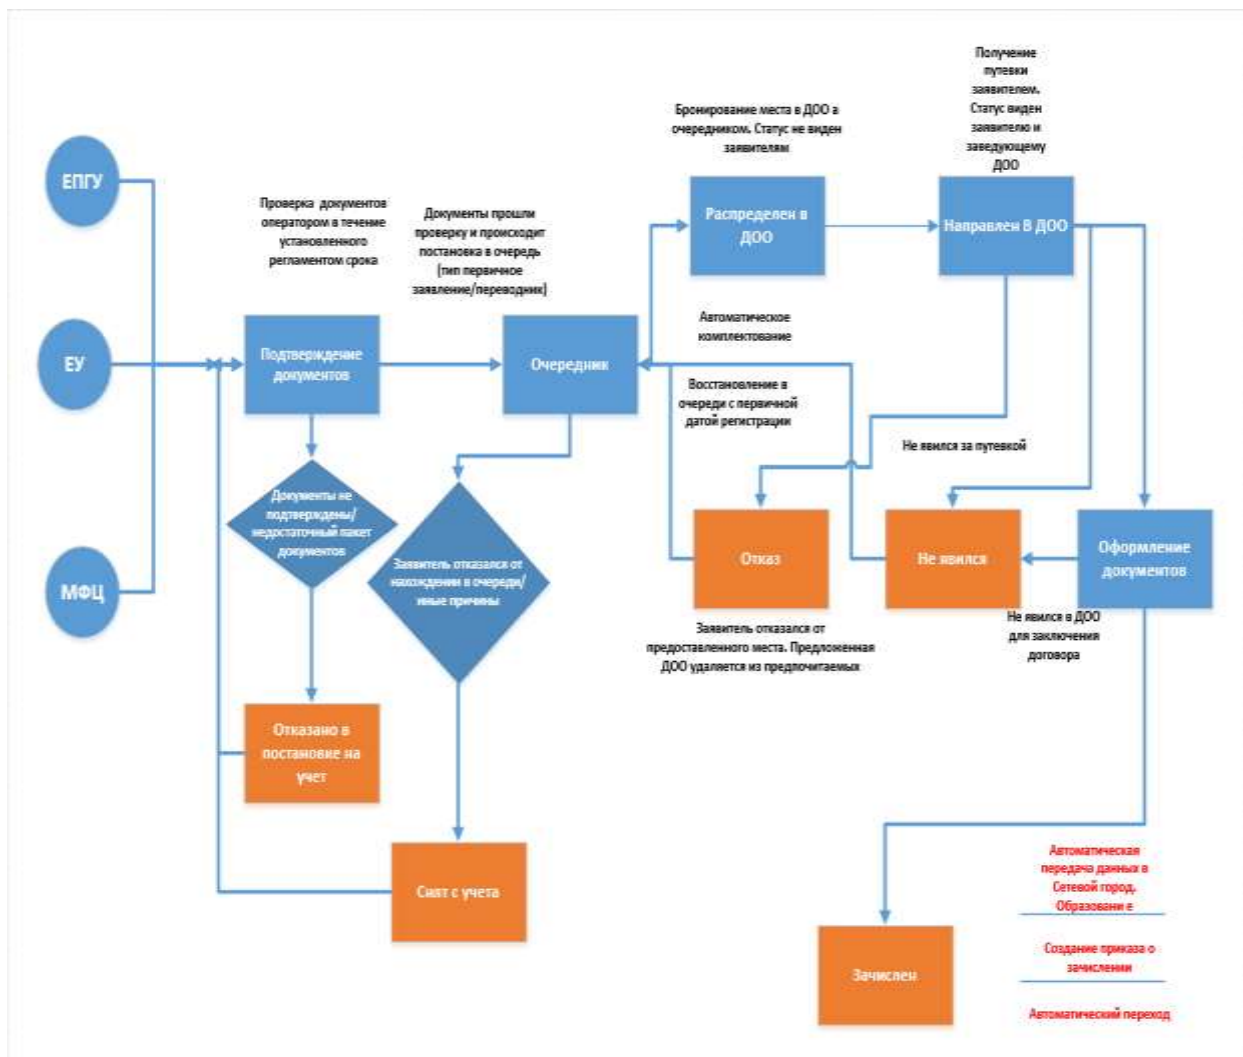 Получение
путевки
заявителем.
Статус виден
заявителю и
заведующему
ДОО
Бронирование места в ДОО а
очередником. Статус не виден
заявителям
ЕПГУ
Проверка документов
оператором в течение
установленного
регламентом срока
Документы прошли
проверку и происходит
постановка в очередь
(тип первичное
заявление/переводник)
Распределен в
ДОО
Направлен В ДОО
ЕУ
Подтверждение
документов
Очередник
Автоматическое
комплектование
Восстановление в
очереди с первичной
датой регистрации
Не явился за путевкой
Документы не
подтверждены/
недостаточный пакет
документов
Заявитель отказался от
нахождении в очереди/
иные причины
Отказ
Не явился
Оформление
документов
МФЦ
Заявитель отказался от
предоставленного места. Предложенная
ДОО удаляется из предпочитаемых
Не явился в ДОО
для заключения
договора
Отказано в
постановке на
учет
Снят с учета
Автоматическая
передача данных в
Сетевой город.
Образовани е
Создание приказа о
зачислении
Зачислен
Автоматический переход